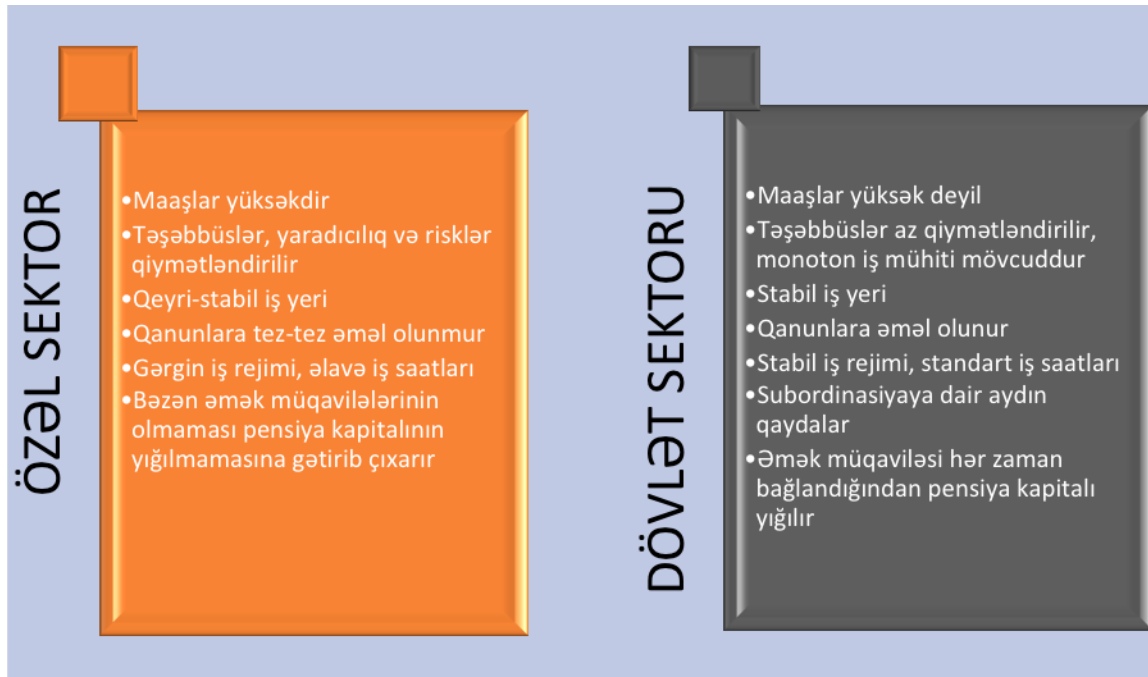 ÖZƏL SEKTOR
•Maaşlar yüksəkdir
•Təşəbbüslər, yaradıcılıq və risklər
qiymətləndirilir
•Qeyri-stabil iş yeri
•Qanunlara tez-tez əməl olunmur
•Gərgin iş rejimi, əlavə iş saatları
•Bəzən əmək müqavilələrinin
olmaması pensiya kapitalının
yığılmamasına gətirib çıxarır
DÖVLƏT SEKTORU
•Maaşlar yüksək deyil
•Təşəbbüslər az qiymətləndirilir,
monoton iş mühiti mövcuddur
•Stabil iş yeri
•Qanunlara əməl olunur
•Stabil iş rejimi, standart iş saatları
•Subordinasiyaya dair aydın
qaydalar
•Əmək müqaviləsi hər zaman
bağlandığından pensiya kapitalı
yığılır